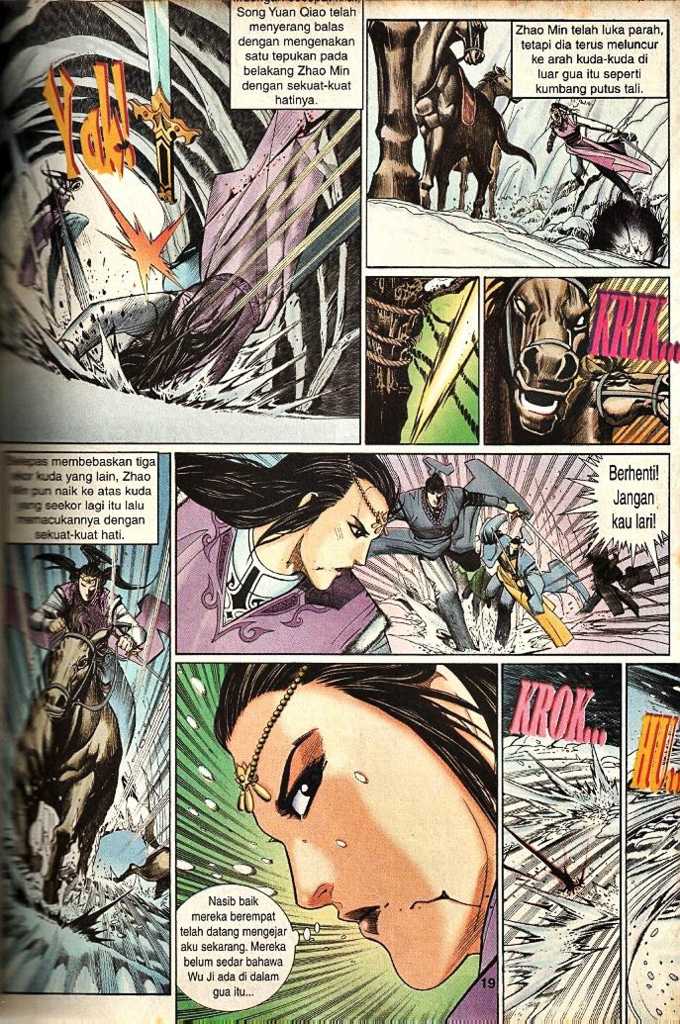 Song Yuan Qiao telah
menyerang balas
dengan mengenakan
satu tepukan pada
belakang Zhao Min
dengan sekuat-kuat
hatinya.
Yah!!
Zhao Min telah luka parah,
tetapi dia terus meluncur
ke arah kuda-kuda di
luar gua itu seperti
kumbang putus tali.
KRIK...
membebaskan tiga
kuda yang lain, Zhao
pun naik ke atas kuda
yang seekor lagi itu lalu
memacukannya dengan
sekuat-kuat hati.
Berhenti!
Jangan
kau lari!
Nasib baik
mereka berempat
telah datang mengejar
aku sekarang. Mereka
belum sedar bahawa
Wu Ji ada di dalam
gua itu...
KROK...
HU...
19